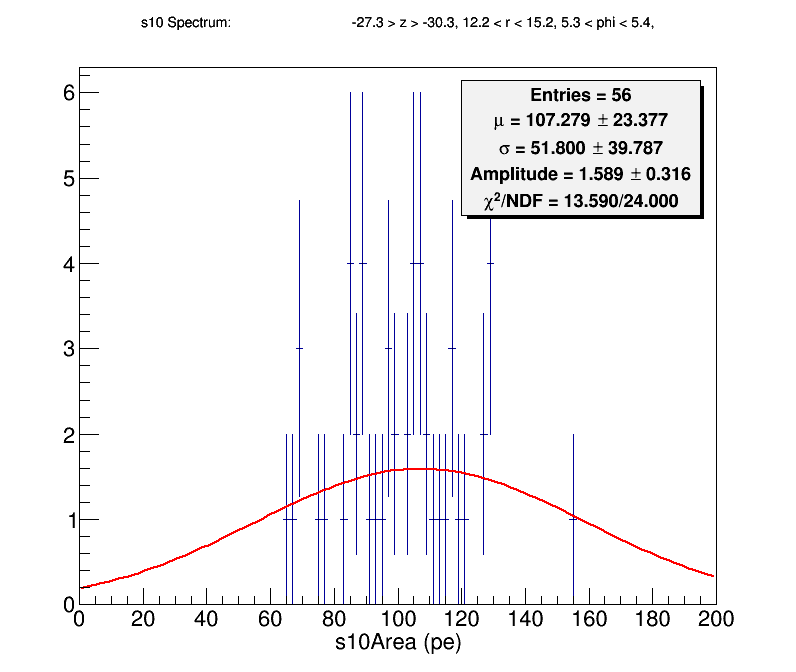 s10 Spectrum: -27.3 > z > -30.3, 12.2 < r < 15.2, 5.3 < phi < 5.4,
Entries = 56
μ = 107.279 ± 23.377
σ = 51.800 ± 39.787
Amplitude = 1.589 ± 0.316
χ²/NDF = 13.590/24.000
6
5
4
3
2
1
0
0 20 40 60 80 100 120 140 160 180 200
s10Area (pe)